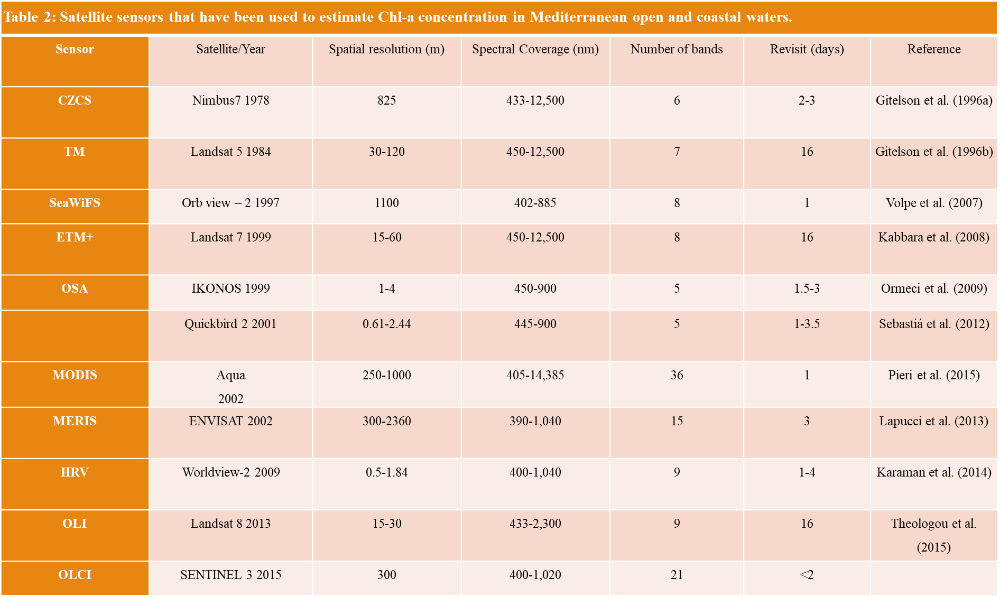 Table 2: Satellite sensors that have been used to estimate Chl-a concentration in Mediterranean open and coastal waters.
Sensor Satellite/Year Spatial resolution (m) Spectral Coverage (nm) Number of bands Revisit (days) Reference
CZCS Nimbus7 1978 825 433-12,500 6 2-3 Gitelson et al. (1996a)
TM Landsat 5 1984 30-120 450-12,500 7 16 Gitelson et al. (1996b)
SeaWiFS Orb view – 2 1997 1100 402-885 8 1 Volpe et al. (2007)
ETM+ Landsat 7 1999 15-60 450-12,500 8 16 Kabbara et al. (2008)
OSA IKONOS 1999 1-4 450-900 5 1.5-3 Ormeci et al. (2009)
Quickbird 2 2001 0.61-2.44 445-900 5 1-3.5 Sebastiá et al. (2012)
MODIS Aqua 250-1000 405-14,385 36 1 Pieri et al. (2015)
2002
MERIS ENVISAT 2002 300-2360 390-1,040 15 3 Lapucci et al. (2013)
HRV Worldview-2 2009 0.5-1.84 400-1,040 9 1-4 Karaman et al. (2014)
OLI Landsat 8 2013 15-30 433-2,300 9 16 Theologou et al.
(2015)
OLCI SENTINEL 3 2015 300 400-1,020 21 <2